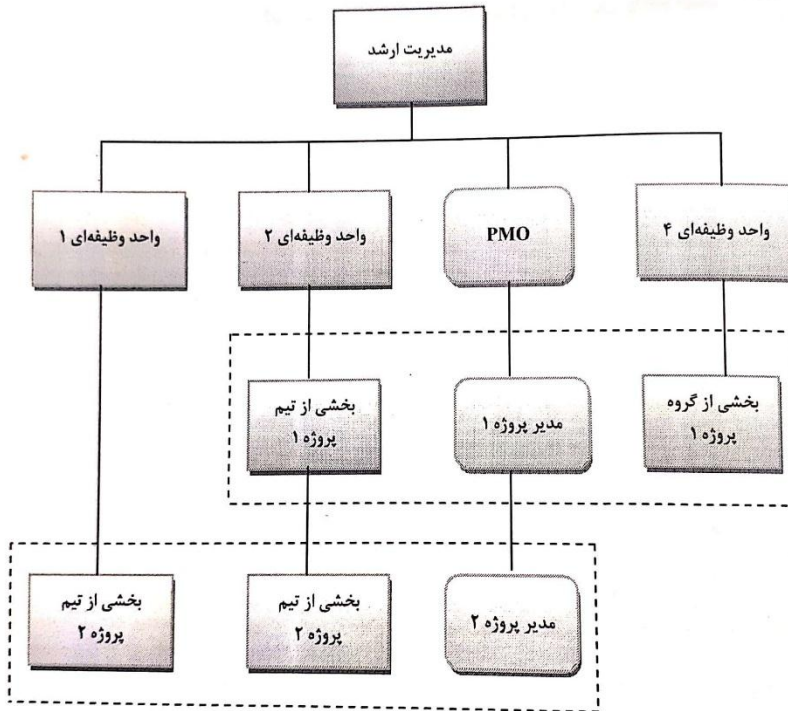 مدیریت ارشد
واحد وظیفه‌ای ۱
واحد وظیفه‌ای ۲
PMO
واحد وظیفه‌ای ۴
بخشی از تیم
پروژه ۱
مدیر پروژه ۱
بخشی از گروه
پروژه ۱
بخشی از تیم
پروژه ۲
بخشی از تیم
پروژه ۲
مدیر پروژه ۲